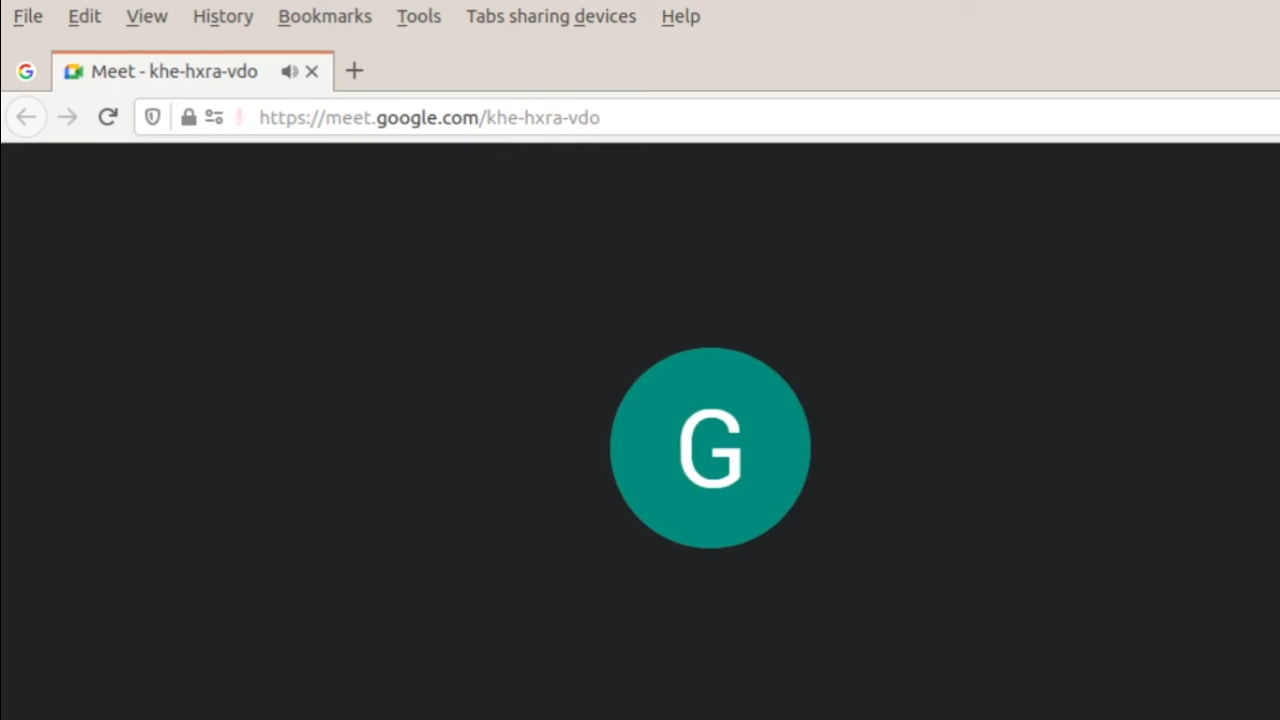 File Edit View History Bookmarks Tools Tabs sharing devices Help
G Meet - khe-hxra-vdo
https://meet.google.com/khe-hxra-vdo
G